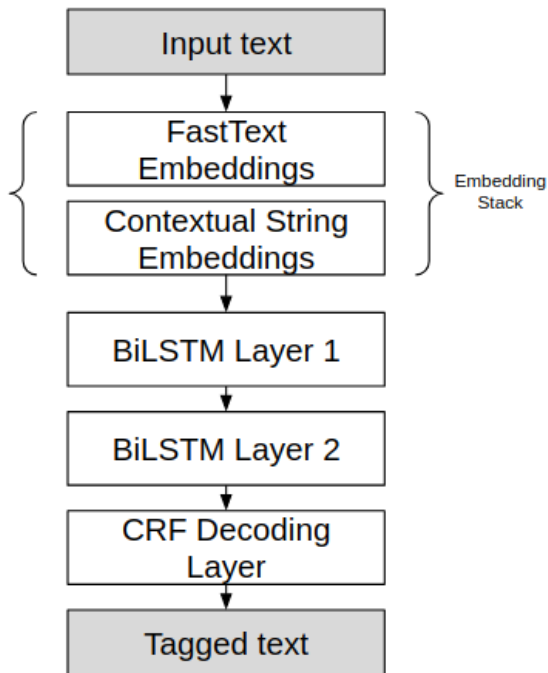 Input text
FastText
Embeddings
Embedding
Stack
Contextual String
Embeddings
BiLSTM Layer 1
BiLSTM Layer 2
CRF Decoding
Layer
Tagged text